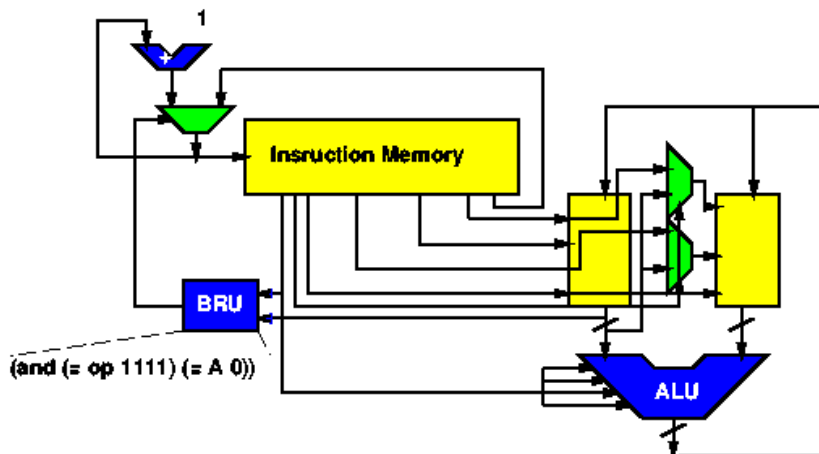 1
+
Insruction Memory
BRU
(and (= op 1111) (= A 0))
ALU